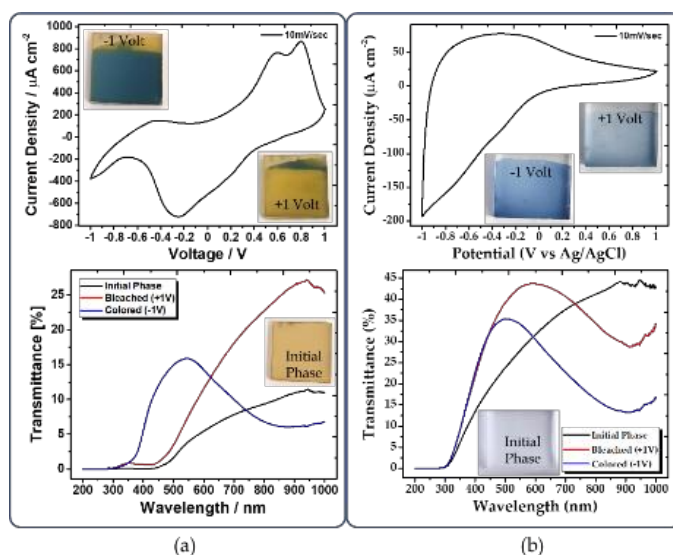 1000
800
600
400
200
-0
-200
-400
-600
-800
Current Density / μA cm⁻²
-1 Volt
10mV/sec
+1 Volt
-1 -0.8 -0.6 -0.4 -0.2 0 0.2 0.4 0.6 0.8 1
Voltage / V
25
20
15
10
5
0
Transmittance [%]
Initial Phase
Bleached (+1V)
Colored (-1V)
Initial
Phase
200 300 400 500 600 700 800 900 1000
Wavelength / nm
(a)
50
0
-50
-100
-150
-200
Current Density (μA cm⁻²)
10mV/sec
+1 Volt
-1 Volt
-1 -0.8 -0.6 -0.4 -0.2 0 0.2 0.4 0.6 0.8 1
Potential (V vs Ag/AgCl)
45
40
35
30
25
20
15
10
5
0
Transmittance (%)
Initial
Phase
Initial Phase
Bleached (+1V)
Colored (-1V)
200 300 400 500 600 700 800 900 1000
Wavelength (nm)
(b)